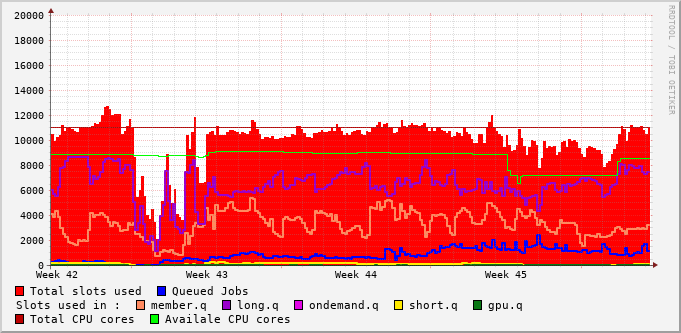 20000
18000
16000
14000
12000
10000
8000
6000
4000
2000
0
Week 42 Week 43 Week 44 Week 45
Total slots used Queued Jobs
Slots used in : member.q long.q ondemand.q short.q gpu.q
Total CPU cores Availale CPU cores
RRDTOOL / TOBI OETIKER